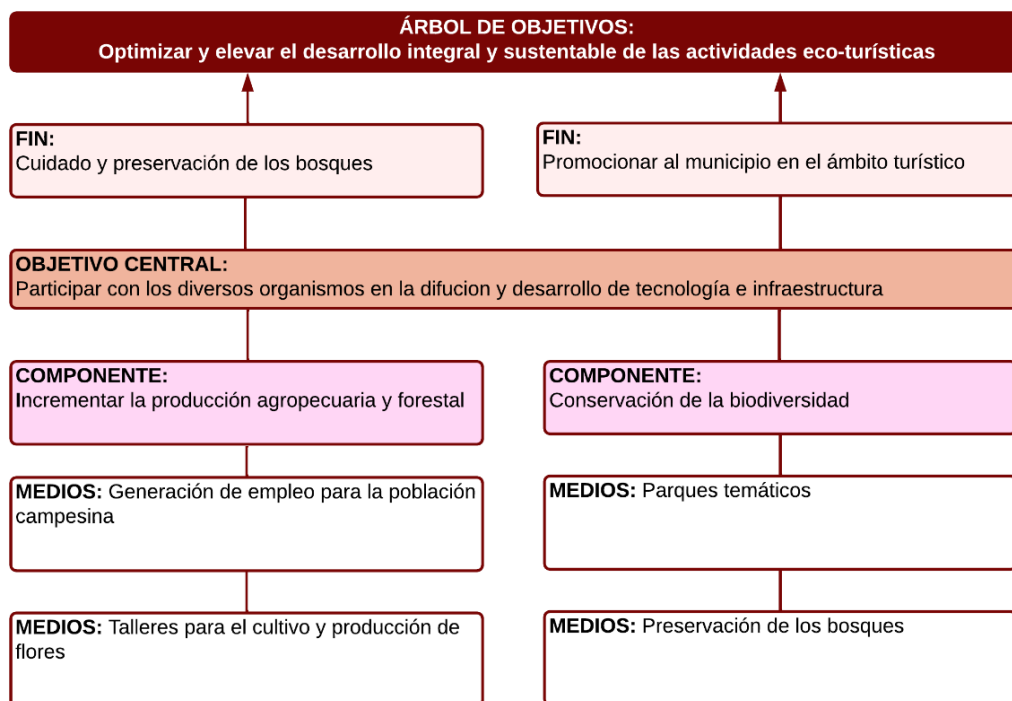 ÁRBOL DE OBJETIVOS:
Optimizar y elevar el desarrollo integral y sustentable de las actividades eco-turísticas
FIN:
Cuidado y preservación de los bosques
FIN:
Promocionar al municipio en el ámbito turístico
OBJETIVO CENTRAL:
Participar con los diversos organismos en la difucion y desarrollo de tecnología e infraestructura
COMPONENTE:
Incrementar la producción agropecuaria y forestal
COMPONENTE:
Conservación de la biodiversidad
MEDIOS: Generación de empleo para la población
campesina
MEDIOS: Parques temáticos
MEDIOS: Talleres para el cultivo y producción de
flores
MEDIOS: Preservación de los bosques